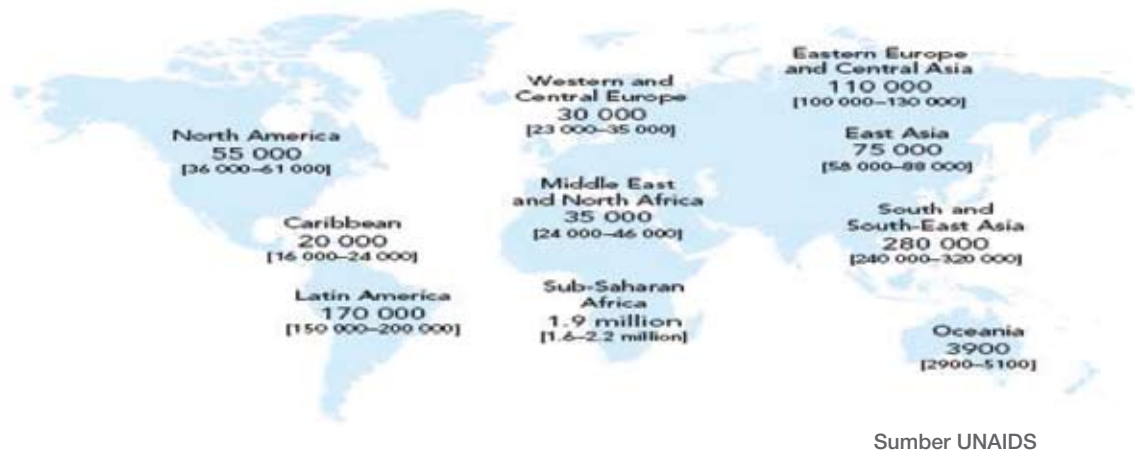 Eastern Europe
and Central Asia
110 000
[100 000–130 000]
Western and
Central Europe
30 000
[23 000–35 000]
North America
55 000
[36 000–61 000]
East Asia
75 000
[58 000–88 000]
Middle East
and North Africa
35 000
[24 000–46 000]
Caribbean
20 000
[16 000–24 000]
South and
South-East Asia
280 000
[240 000–320 000]
Latin America
170 000
[150 000–200 000]
Sub-Saharan
Africa
1.9 million
[1.6–2.2 million]
Oceania
3900
[2900–5100]
Sumber UNAIDS